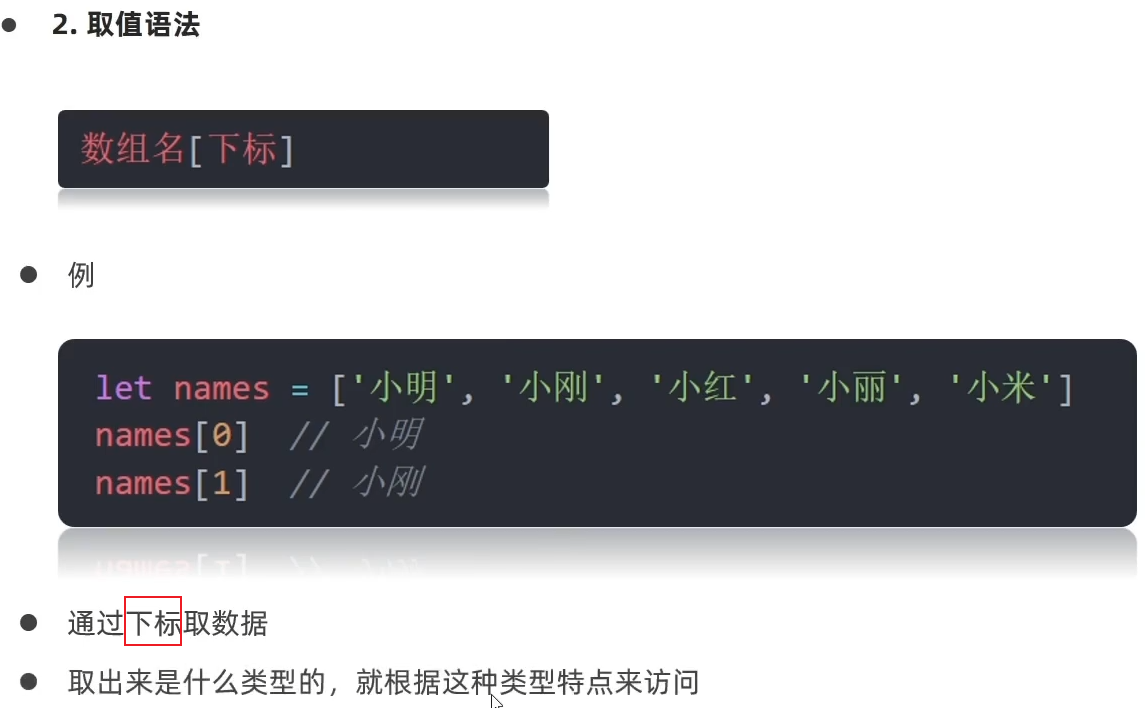 ● 2. 取值语法
数组名[下标]
● 例
let names = ['小明', '小刚', '小红', '小丽', '小米']
names[0]  // 小明
names[1]  // 小刚
● 通过下标取数据
● 取出来是什么类型的，就根据这种类型特点来访问